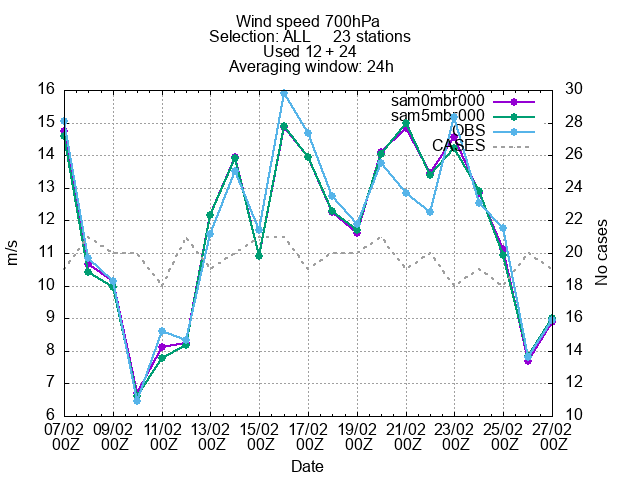 Wind speed 700hPa
Selection: ALL 23 stations
Used 12 + 24
Averaging window: 24h
16 30
sam0mbr000
15 sam5mbr000 28
OBS
14 CASES 26
13 24
12 22
11 20
10 18
9 16
8 14
7 12
6 10
m/s
No cases
07/02 09/02 11/02 13/02 15/02 17/02 19/02 21/02 23/02 25/02 27/02
00Z 00Z 00Z 00Z 00Z 00Z 00Z 00Z 00Z 00Z 00Z
Date